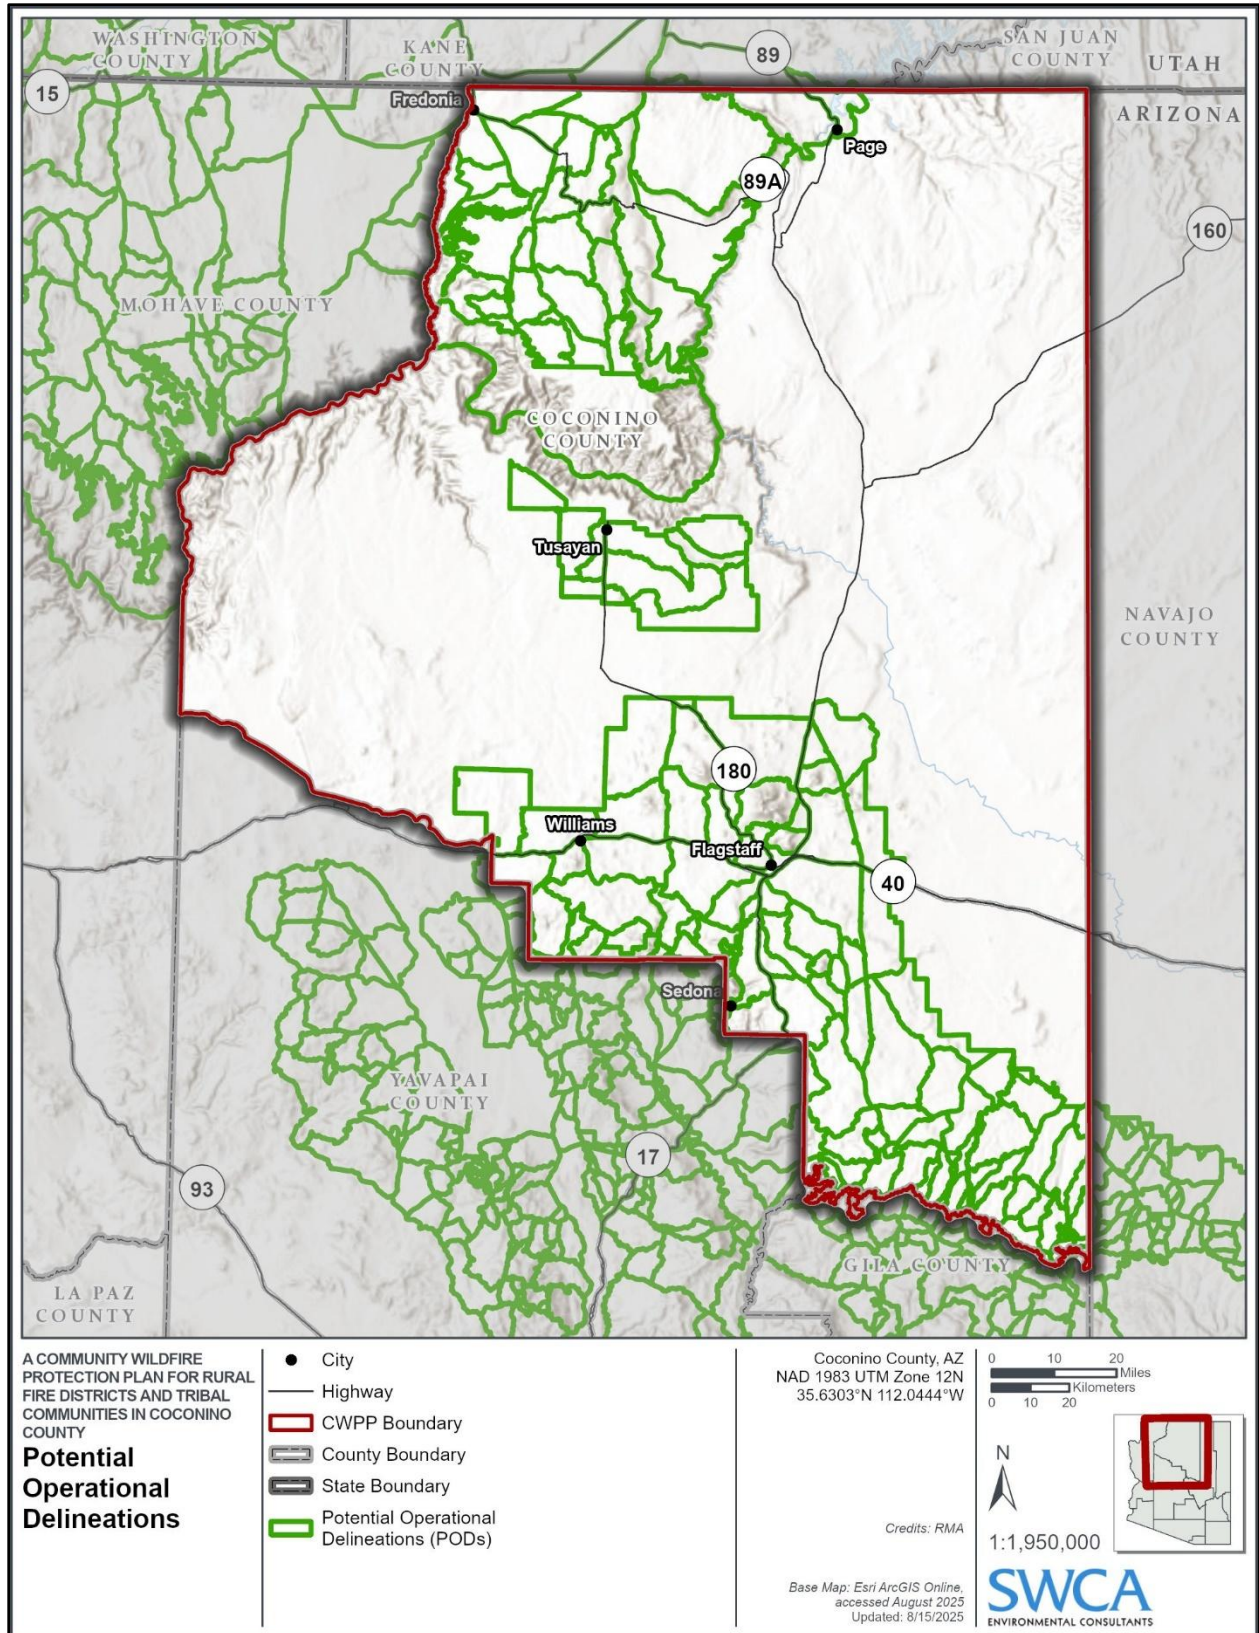 WASHINGTON
COUNTY
KANE
COUNTY
89
SAN JUAN
COUNTY
UTAH
15
Fredonia
ARIZONA
Page
89A
160
MOHAVE COUNTY
COCONINO
COUNTY
Tusayan
NAVAJO
COUNTY
180
Williams
Flagstaff
40
Sedona
YAVAPAI
COUNTY
17
93
GILA COUNTY
LA PAZ
COUNTY
A COMMUNITY WILDFIRE
PROTECTION PLAN FOR RURAL
FIRE DISTRICTS AND TRIBAL
COMMUNITIES IN COCONINO
COUNTY
Potential
Operational
Delineations
City
Highway
CWPP Boundary
County Boundary
State Boundary
Potential Operational
Delineations (PODs)
Coconino County, AZ
NAD 1983 UTM Zone 12N
35.6303°N 112.0444°W
Credits: RMA
Base Map: Esri ArcGIS Online,
accessed August 2025
Updated: 8/15/2025
0 10 20
Miles
Kilometers
0 10 20
N
1:1,950,000
SWCA
ENVIRONMENTAL CONSULTANTS